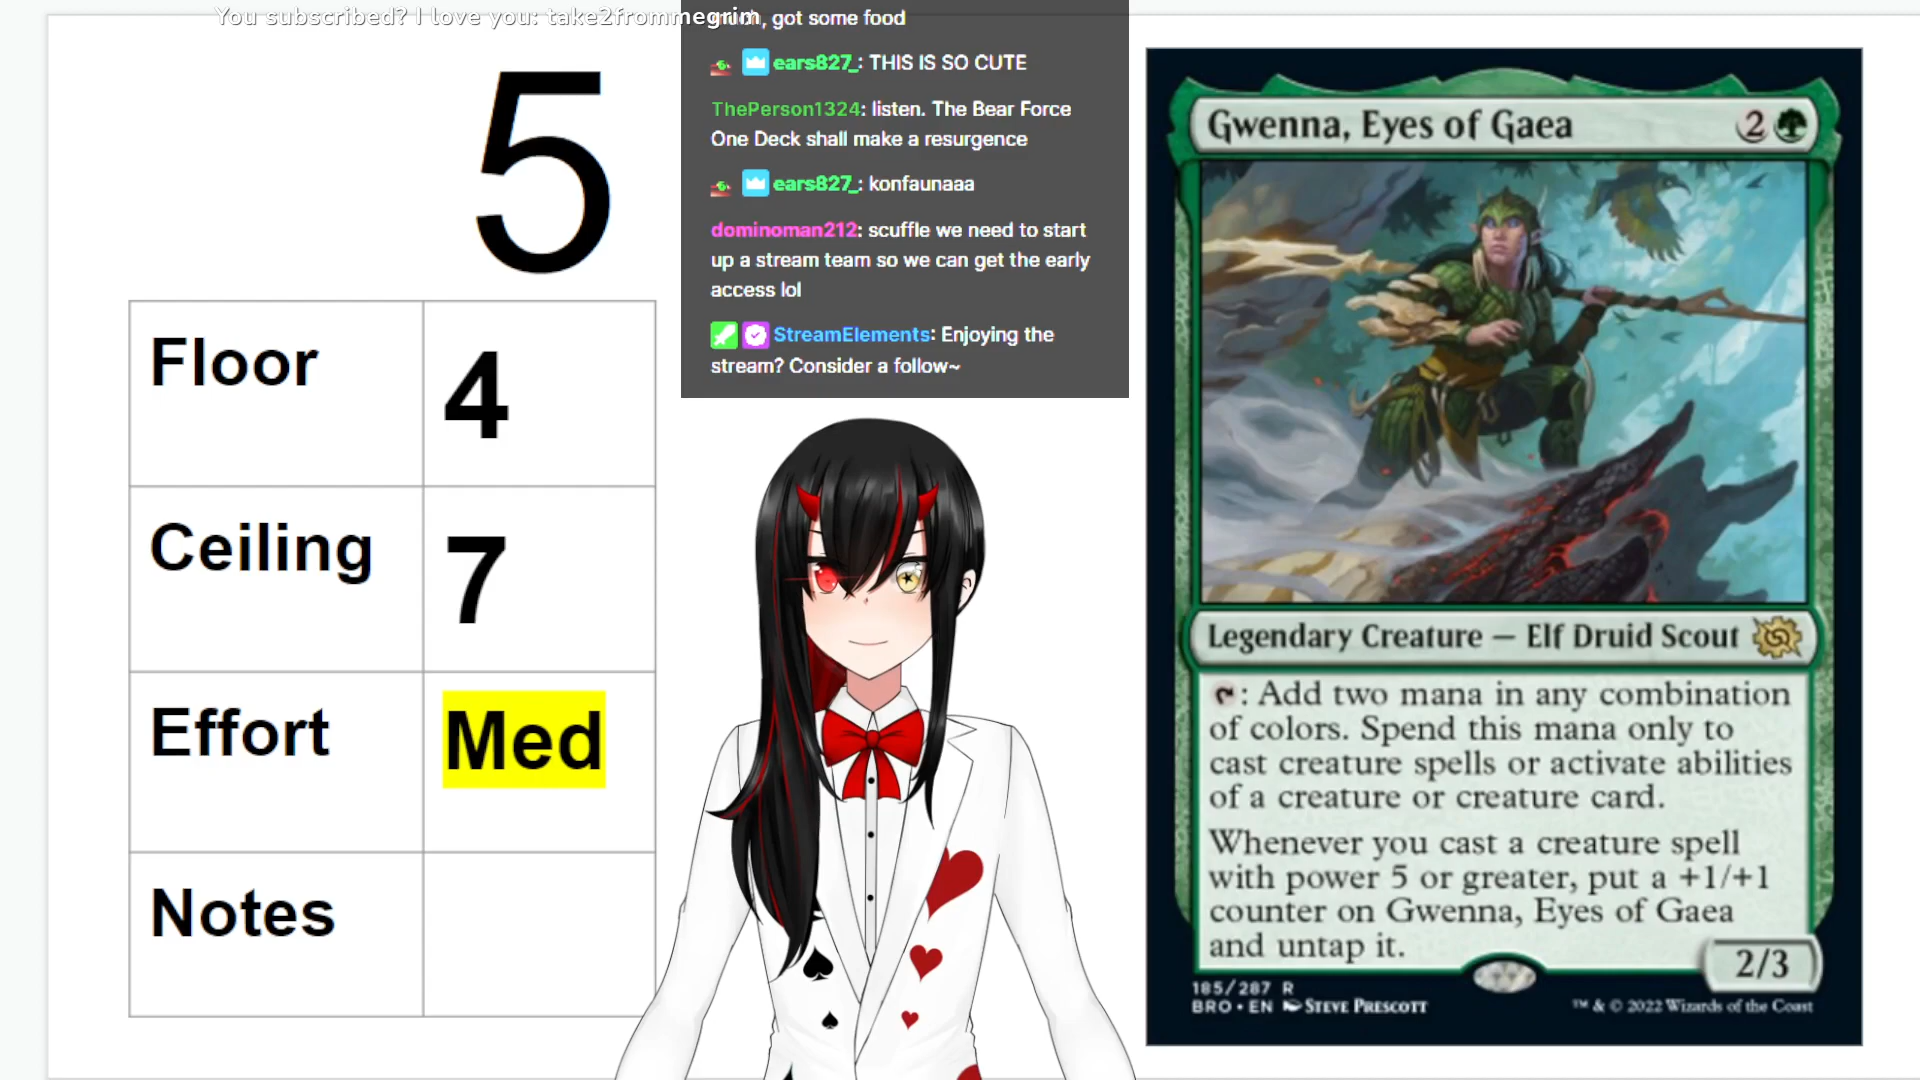 You subscribed? I love you: take2frommegrim
, got some food
ears827_: THIS IS SO CUTE
ThePerson1324: listen. The Bear Force
One Deck shall make a resurgence
ears827_: konfaunaaa
dominoman212: scuffle we need to start
up a stream team so we can get the early
access lol
StreamElements: Enjoying the
stream? Consider a follow~
5
Floor 4
Ceiling 7
Effort Med
Notes
Gwenna, Eyes of Gaea 2
Legendary Creature — Elf Druid Scout
: Add two mana in any combination
of colors. Spend this mana only to
cast creature spells or activate abilities
of a creature or creature card.
Whenever you cast a creature spell
with power 5 or greater, put a +1/+1
counter on Gwenna, Eyes of Gaea
and untap it.
2/3
185/287 R
BRO • EN STEVE PRESCOTT
™ & © 2022 Wizards of the Coast